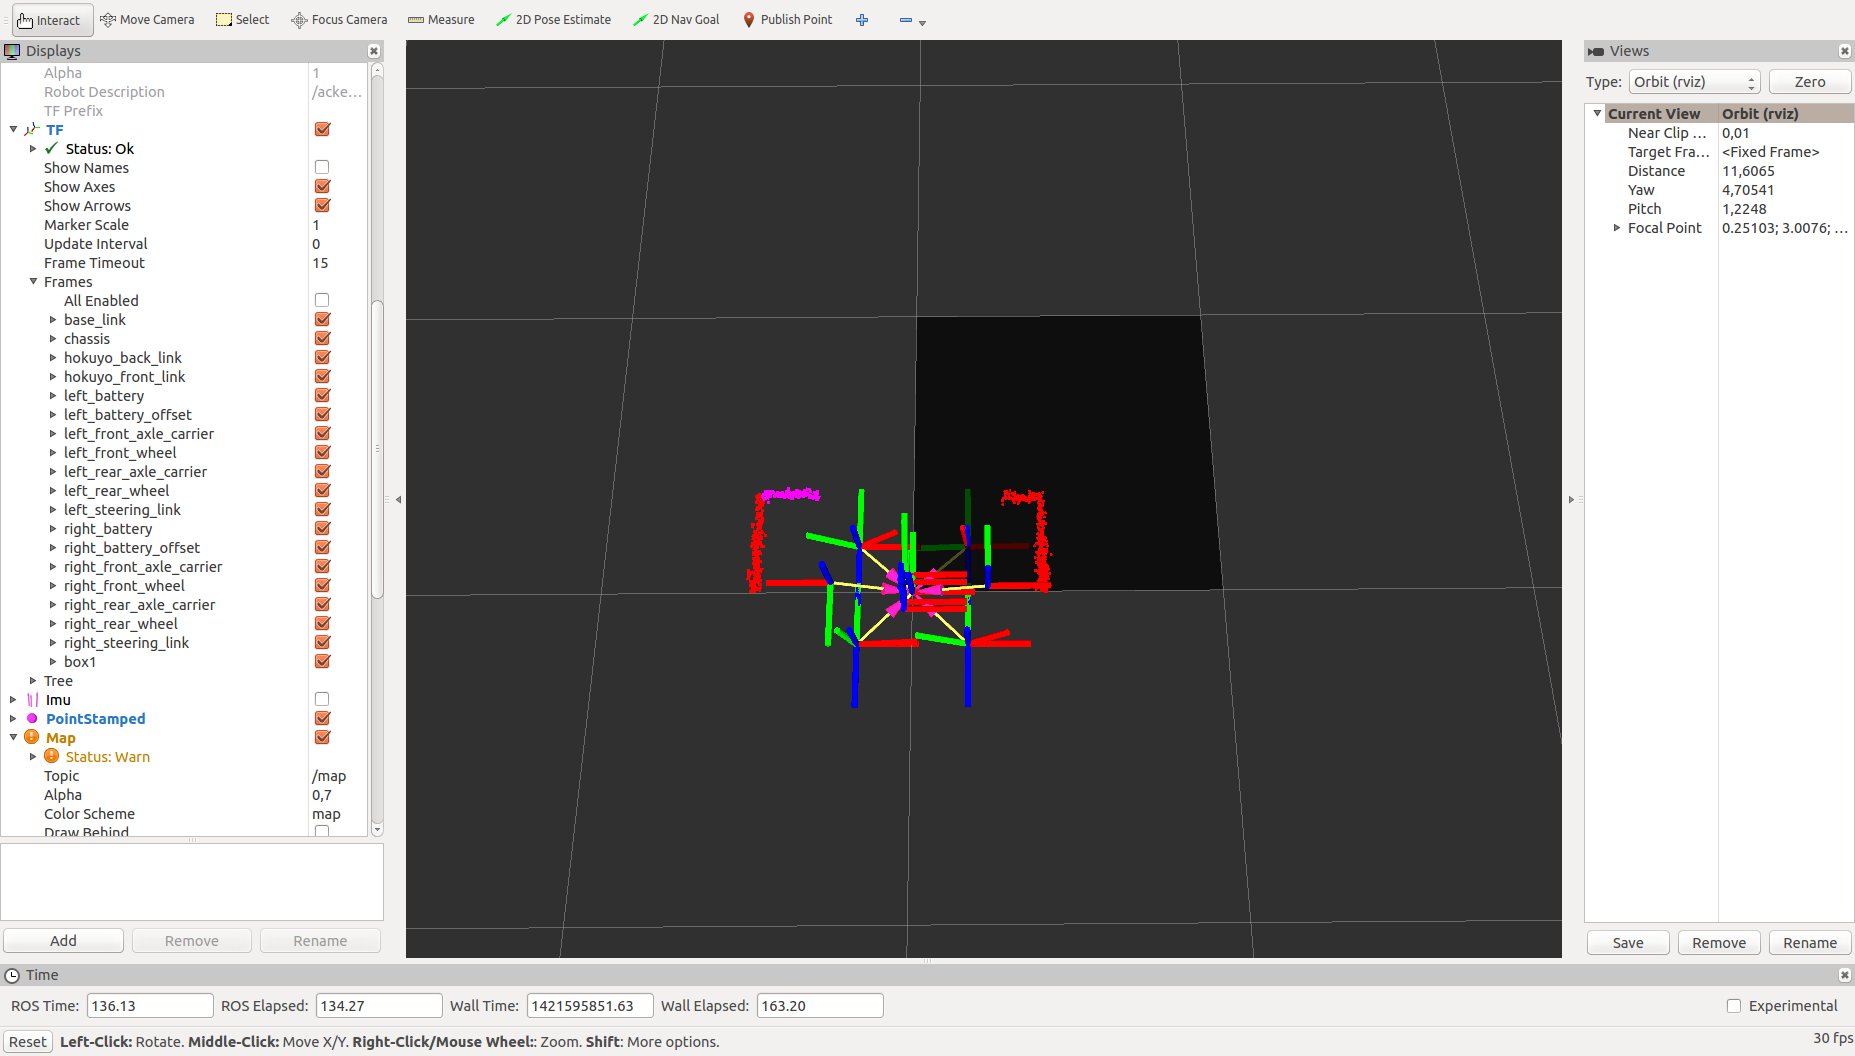 Interact Move Camera Select Focus Camera Measure 2D Pose Estimate 2D Nav Goal Publish Point
Displays
Alpha 1
Robot Description /acke...
TF Prefix
TF
Status: Ok
Show Names
Show Axes
Show Arrows
Marker Scale 1
Update Interval 0
Frame Timeout 15
Frames
All Enabled
base_link
chassis
hokuyo_back_link
hokuyo_front_link
left_battery
left_battery_offset
left_front_axle_carrier
left_front_wheel
left_rear_axle_carrier
left_rear_wheel
left_steering_link
right_battery
right_battery_offset
right_front_axle_carrier
right_front_wheel
right_rear_axle_carrier
right_rear_wheel
right_steering_link
box1
Tree
Imu
PointStamped
Map
Status: Warn
Topic /map
Alpha 0,7
Color Scheme map
Draw Behind
Add Remove Rename
Views
Type: Orbit (rviz) Zero
Current View Orbit (rviz)
Near Clip ... 0,01
Target Fra... <Fixed Frame>
Distance 11,6065
Yaw 4,70541
Pitch 1,2248
Focal Point 0.25103; 3.0076; ...
Save Remove Rename
Time
ROS Time: 136.13 ROS Elapsed: 134.27 Wall Time: 1421595851.63 Wall Elapsed: 163.20 Experimental
Reset Left-Click: Rotate. Middle-Click: Move X/Y. Right-Click/Mouse Wheel:: Zoom. Shift: More options. 30 fps